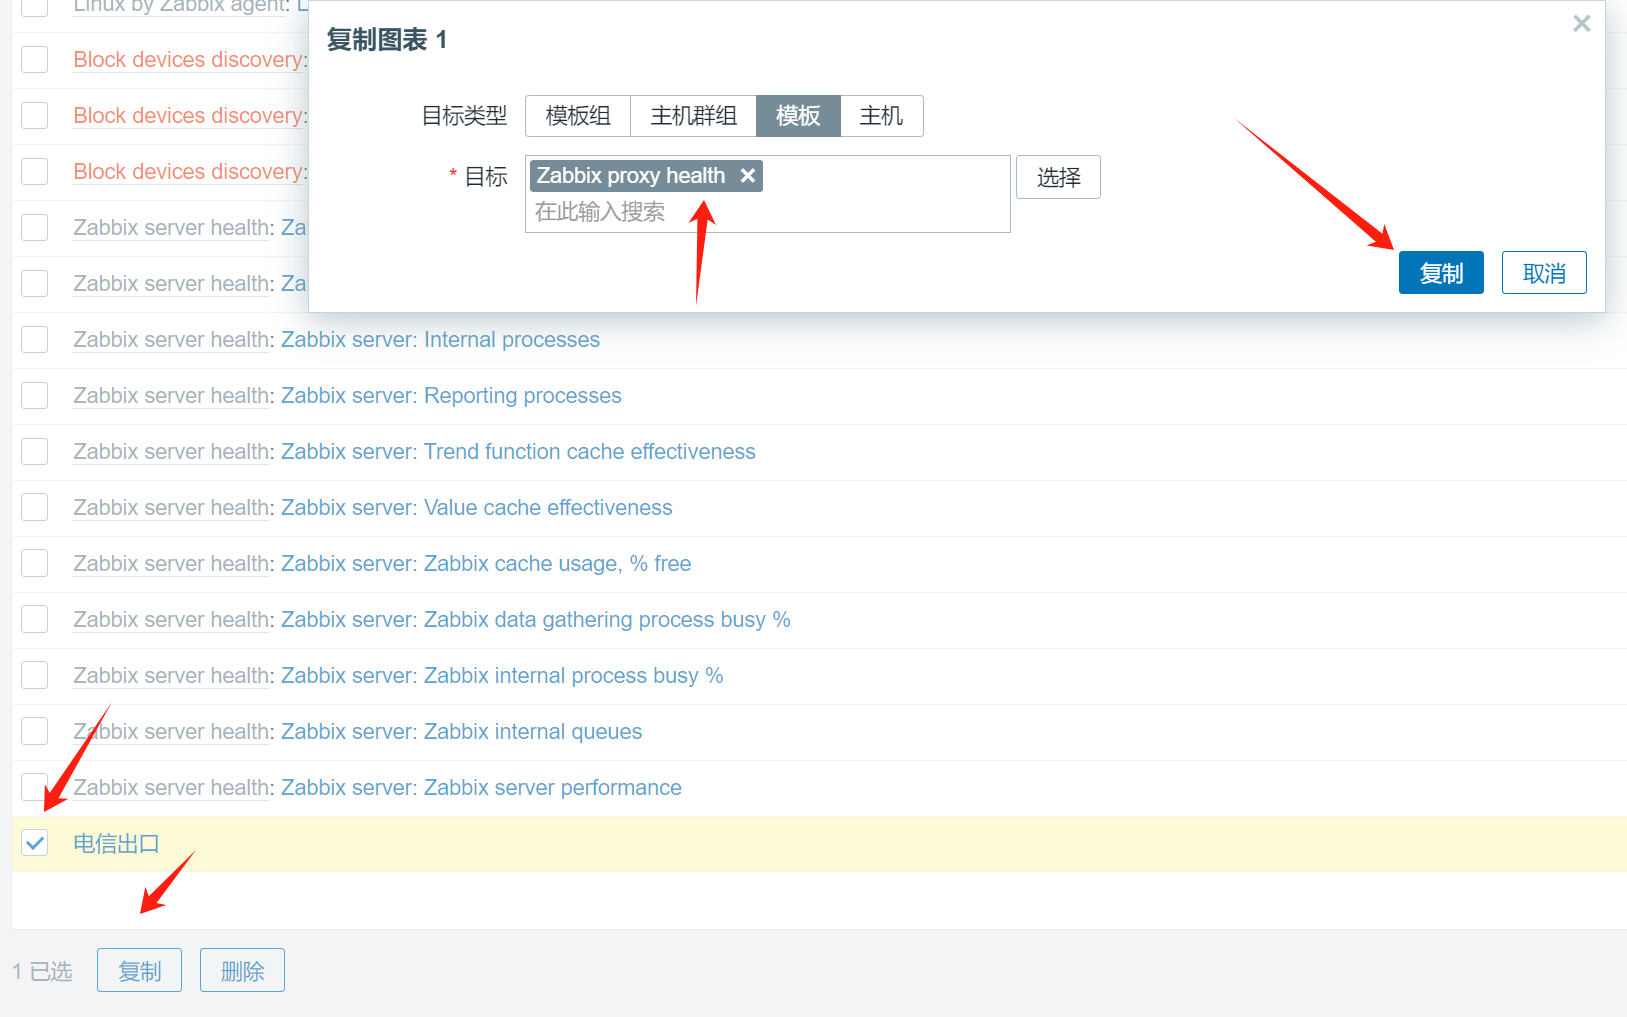 Linux by Zabbix agent: L
复制图表 1
目标类型 模板组 主机群组 模板 主机
* 目标 Zabbix proxy health 选择
在此输入搜索
复制 取消
Block devices discovery:
Block devices discovery:
Block devices discovery:
Zabbix server health: Za
Zabbix server health: Za
Zabbix server health: Zabbix server: Internal processes
Zabbix server health: Zabbix server: Reporting processes
Zabbix server health: Zabbix server: Trend function cache effectiveness
Zabbix server health: Zabbix server: Value cache effectiveness
Zabbix server health: Zabbix server: Zabbix cache usage, % free
Zabbix server health: Zabbix server: Zabbix data gathering process busy %
Zabbix server health: Zabbix server: Zabbix internal process busy %
Zabbix server health: Zabbix server: Zabbix internal queues
Zabbix server health: Zabbix server: Zabbix server performance
电信出口
1 已选 复制 删除